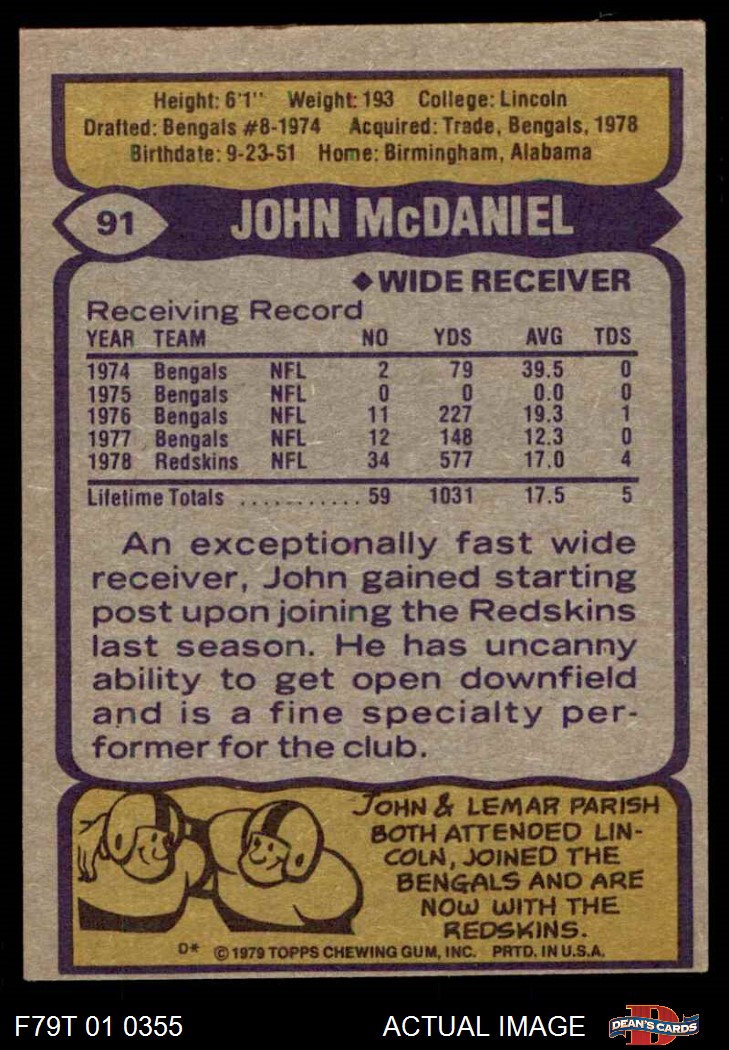 Height: 6'1" Weight: 193 College: Lincoln
Drafted: Bengals #8-1974 Acquired: Trade, Bengals, 1978
Birthdate: 9-23-51 Home: Birmingham, Alabama
91 JOHN McDANIEL
◆WIDE RECEIVER
Receiving Record
YEAR TEAM NO YDS AVG TDS
1974 Bengals NFL 2 79 39.5 0
1975 Bengals NFL 0 0 0.0 0
1976 Bengals NFL 11 227 19.3 1
1977 Bengals NFL 12 148 12.3 0
1978 Redskins NFL 34 577 17.0 4
Lifetime Totals ........... 59 1031 17.5 5
An exceptionally fast wide
receiver, John gained starting
post upon joining the Redskins
last season. He has uncanny
ability to get open downfield
and is a fine specialty per-
former for the club.
JOHN & LEMAR PARISH
BOTH ATTENDED LIN-
COLN, JOINED THE
BENGALS AND ARE
NOW WITH THE
REDSKINS.
D* © 1979 TOPPS CHEWING GUM, INC. PRTD. IN U.S.A.
F79T 01 0355 ACTUAL IMAGE D DEAN'S CARDS